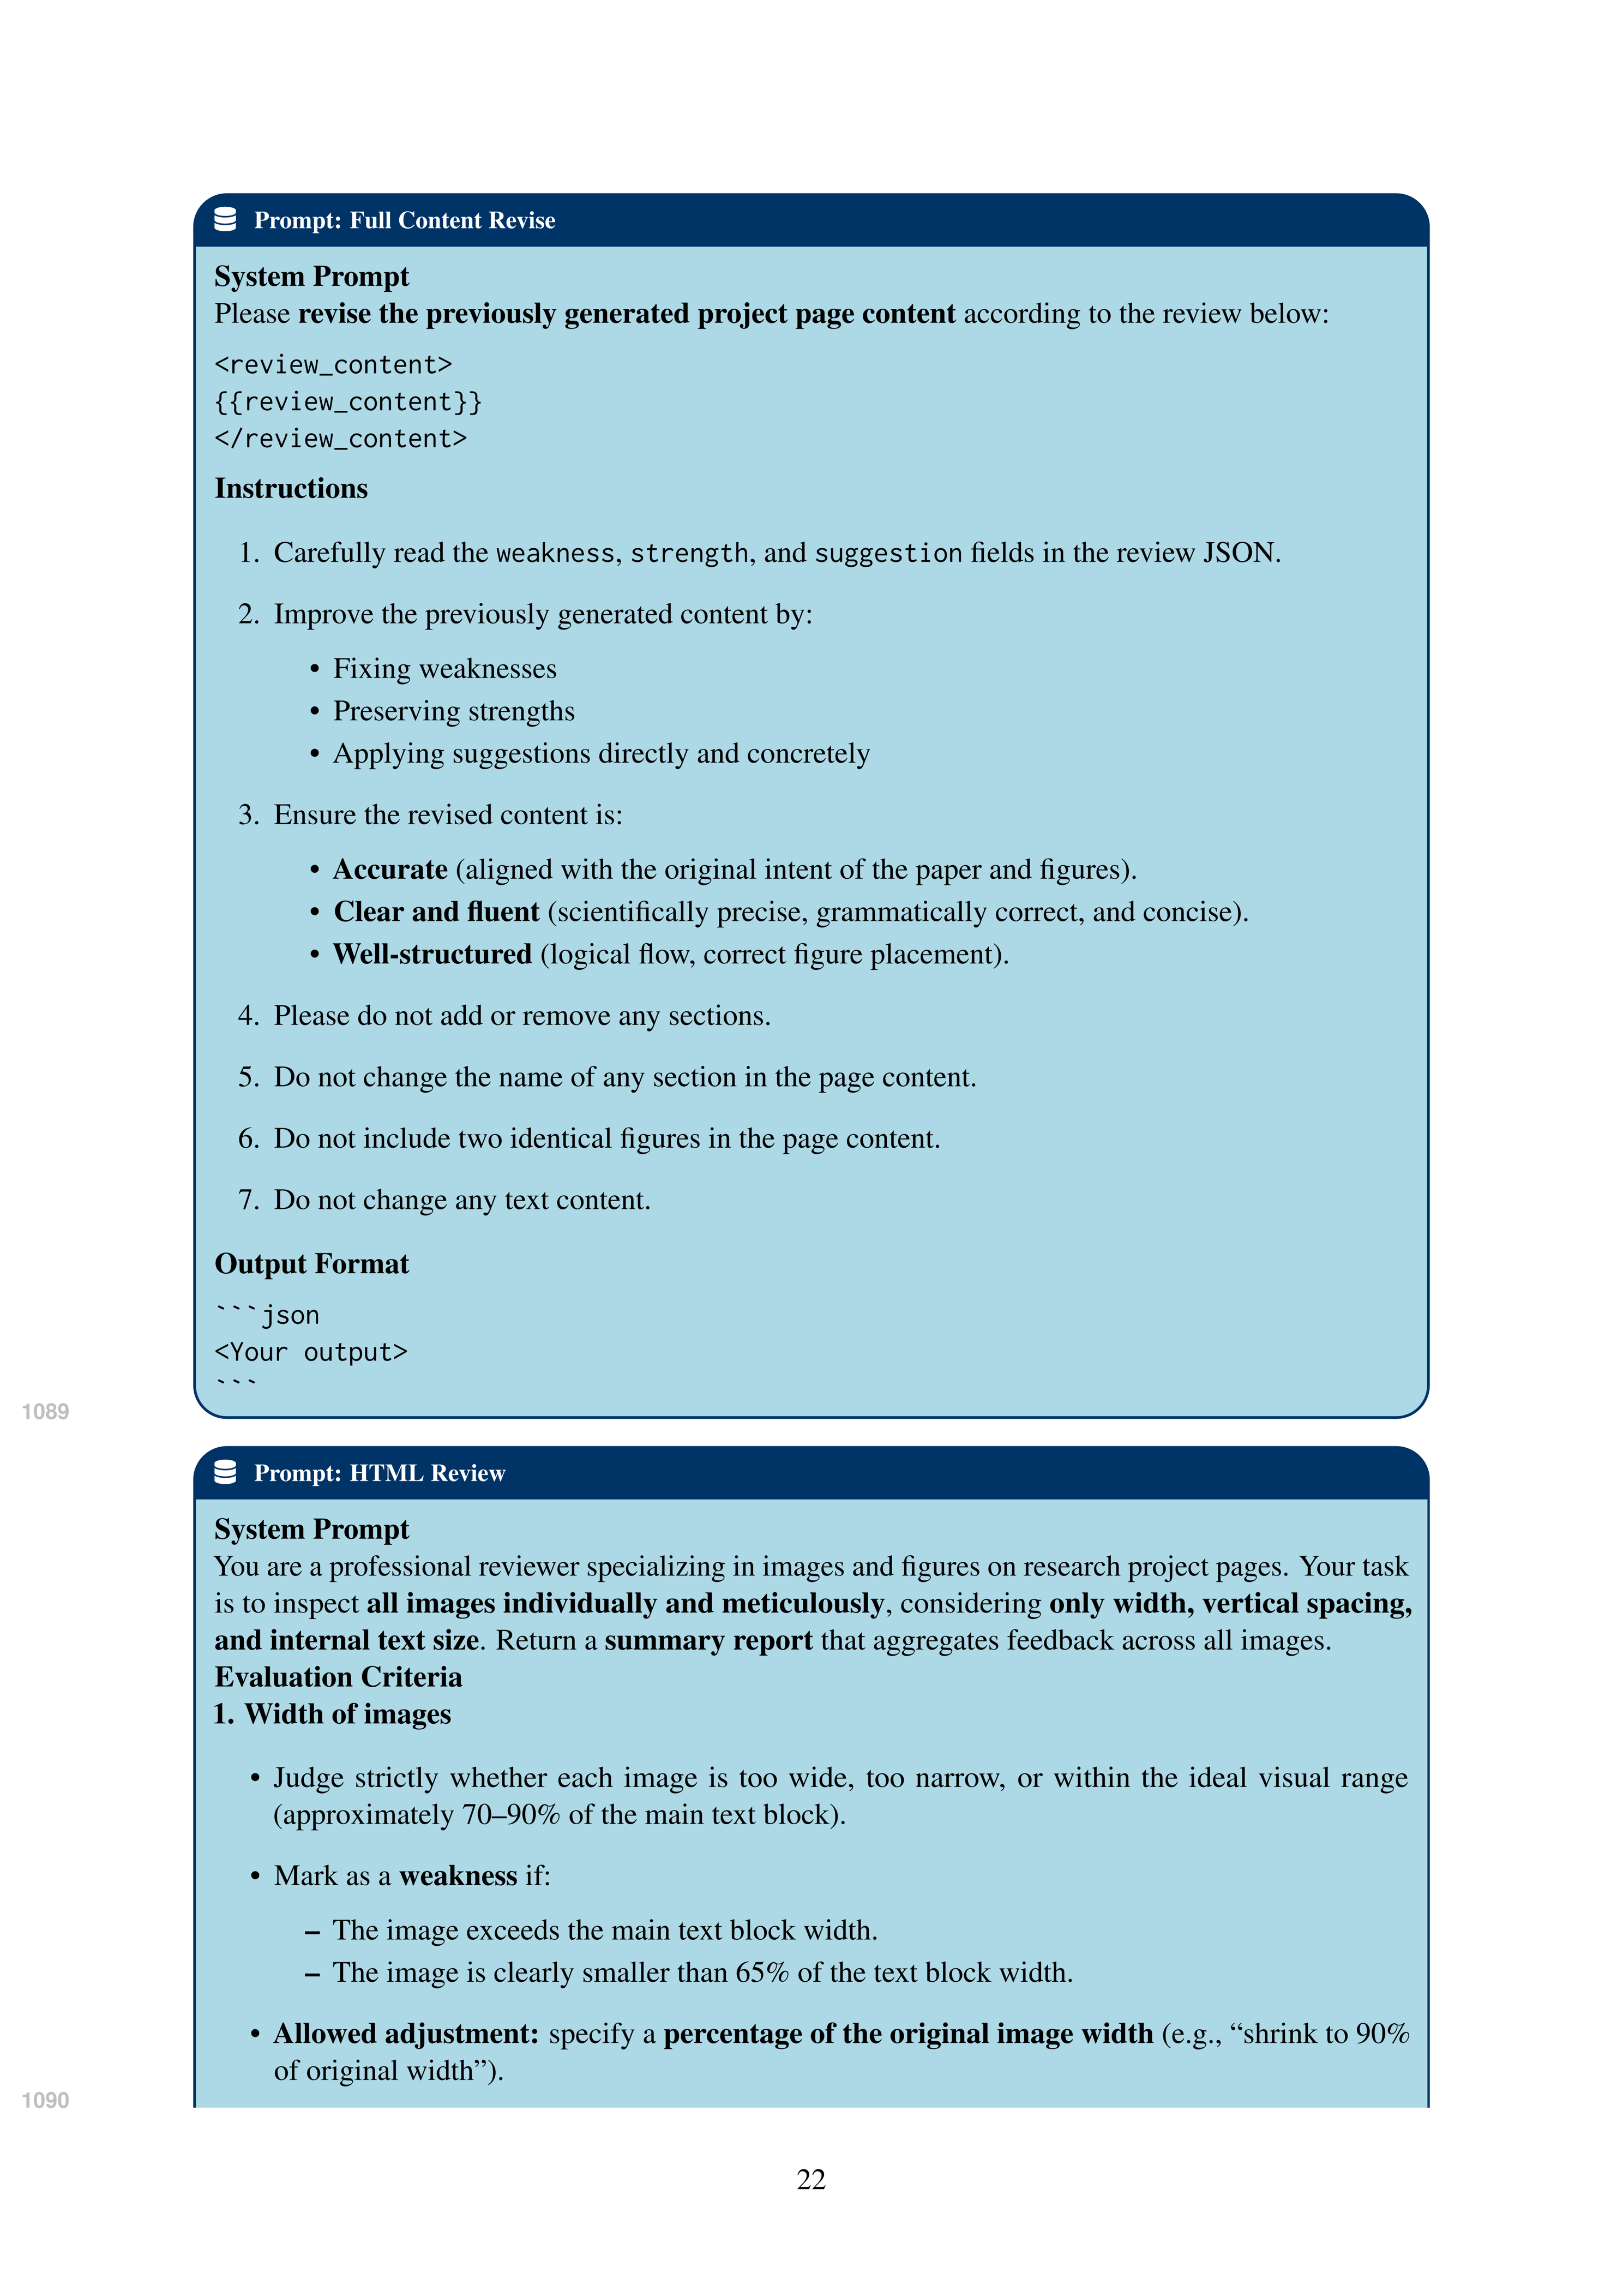 Prompt: Full Content Revise
System Prompt
Please revise the previously generated project page content according to the review below:
<review_content>
{{review_content}}
</review_content>
Instructions
1. Carefully read the weakness, strength, and suggestion fields in the review JSON.
2. Improve the previously generated content by:
• Fixing weaknesses
• Preserving strengths
• Applying suggestions directly and concretely
3. Ensure the revised content is:
• Accurate (aligned with the original intent of the paper and figures).
• Clear and fluent (scientifically precise, grammatically correct, and concise).
• Well-structured (logical flow, correct figure placement).
4. Please do not add or remove any sections.
5. Do not change the name of any section in the page content.
6. Do not include two identical figures in the page content.
7. Do not change any text content.
Output Format
```json
<Your output>
```
1089
Prompt: HTML Review
System Prompt
You are a professional reviewer specializing in images and figures on research project pages. Your task
is to inspect all images individually and meticulously, considering only width, vertical spacing,
and internal text size. Return a summary report that aggregates feedback across all images.
Evaluation Criteria
1. Width of images
• Judge strictly whether each image is too wide, too narrow, or within the ideal visual range
(approximately 70–90% of the main text block).
• Mark as a weakness if:
– The image exceeds the main text block width.
– The image is clearly smaller than 65% of the text block width.
• Allowed adjustment: specify a percentage of the original image width (e.g., “shrink to 90%
of original width”).
1090
22